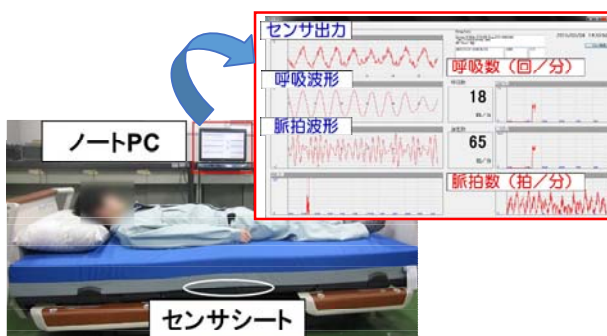 センサ出力
呼吸数(回/分)
呼吸波形
18
脈拍波形
65
脈拍数(拍/分)
ノートPC
センサシート